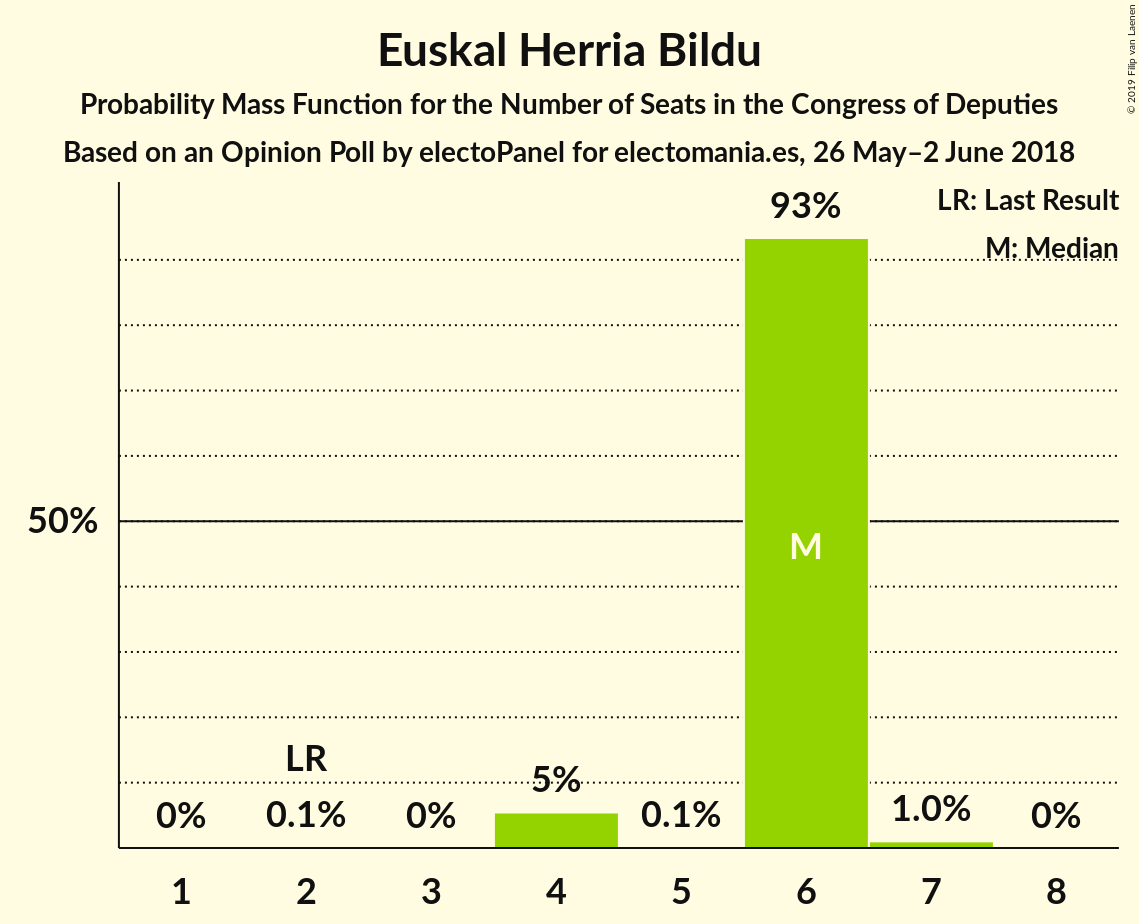 Euskal Herria Bildu
Probability Mass Function for the Number of Seats in the Congress of Deputies
Based on an Opinion Poll by electoPanel for electomania.es, 26 May–2 June 2018
© 2019 Filip van Laenen
LR: Last Result
M: Median
93%
50%
M
LR
0%
0.1%
0%
5%
0.1%
1.0%
0%
1 2 3 4 5 6 7 8